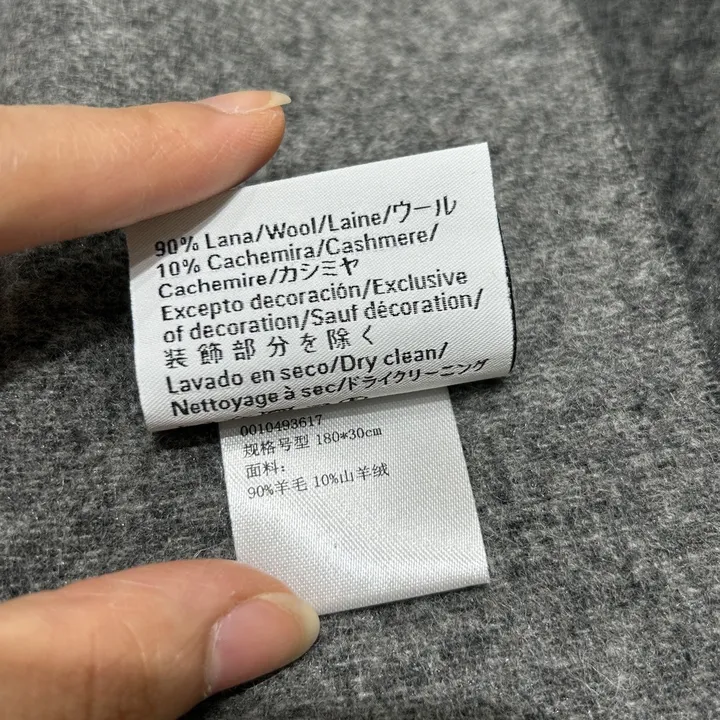 90% Lana/Wool/Laine/ウール
10% Cachemira/Cashmere/
Cachemire/カシミヤ
Excepto decoración/Exclusive
of decoration/Sauf décoration/
装飾部分を除く
Lavado en seco/Dry clean/
Nettoyage à sec/ドライクリーニング
0010493617
规格号型 180*30cm
面料:
90%羊毛 10%山羊绒